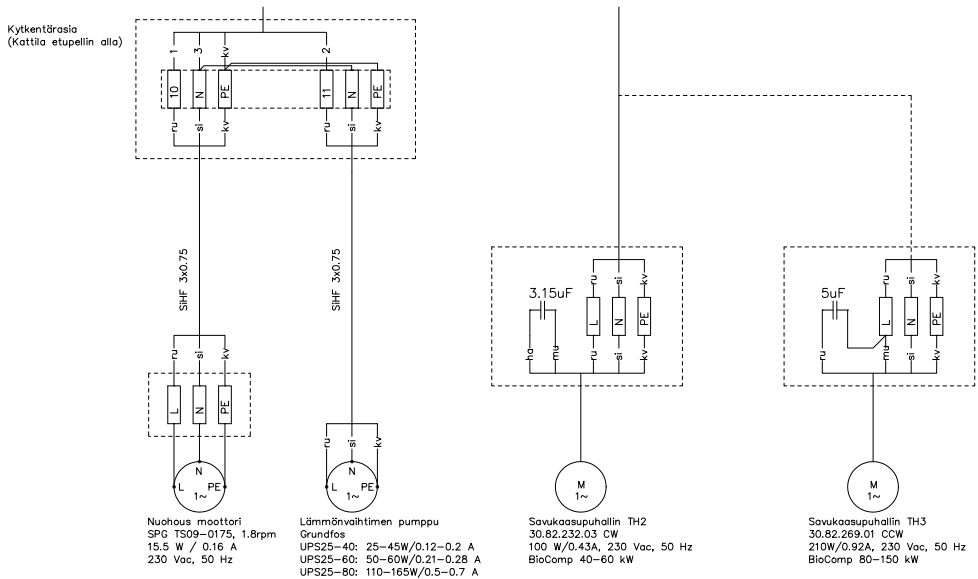 Kytkentärasia
(Kattila etupellin alla)
1 3 kv 2
10 N PE 11 N PE
ru si kv ru si kv
SiHF 3x0.75 SiHF 3x0.75
3.15uF 5uF
ru si kv ru si kv
L N PE L N PE
ha mu ru si kv ru mu si kv
ru si kv
L N PE
ru si kv
N N
L PE L PE M M
1~ 1~ 1~ 1~
Nuohous moottori
SPG TS09-0175, 1.8rpm
15.5 W / 0.16 A
230 Vac, 50 Hz
Lämmönvaihtimen pumppu
Grundfos
UPS25-40: 25-45W/0.12-0.2 A
UPS25-60: 50-60W/0.21-0.28 A
UPS25-80: 110-165W/0.5-0.7 A
Savukaasupuhallin TH2
30.82.232.03 CW
100 W/0.43A, 230 Vac, 50 Hz
BioComp 40-60 kW
Savukaasupuhallin TH3
30.82.269.01 CCW
210W/0.92A, 230 Vac, 50 Hz
BioComp 80-150 kW